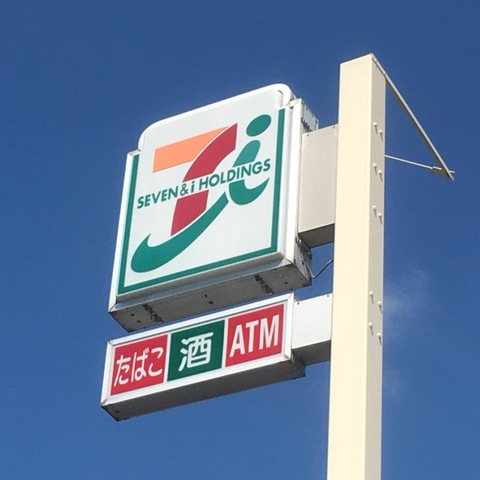 SEVEN & i HOLDINGS
たばこ 酒 ATM